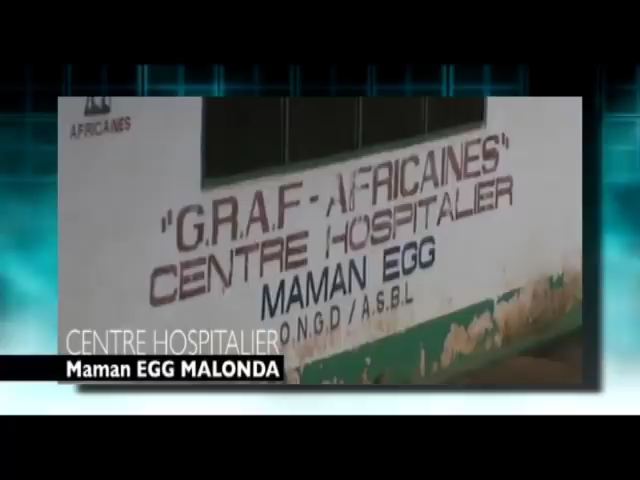 AFRICAINES
"G.R.A.F - AFRICAINES"
CENTRE HOSPITALIER
MAMAN EGG
O.N.G.D / A.S.B.L
CENTRE HOSPITALIER
Maman EGG MALONDA